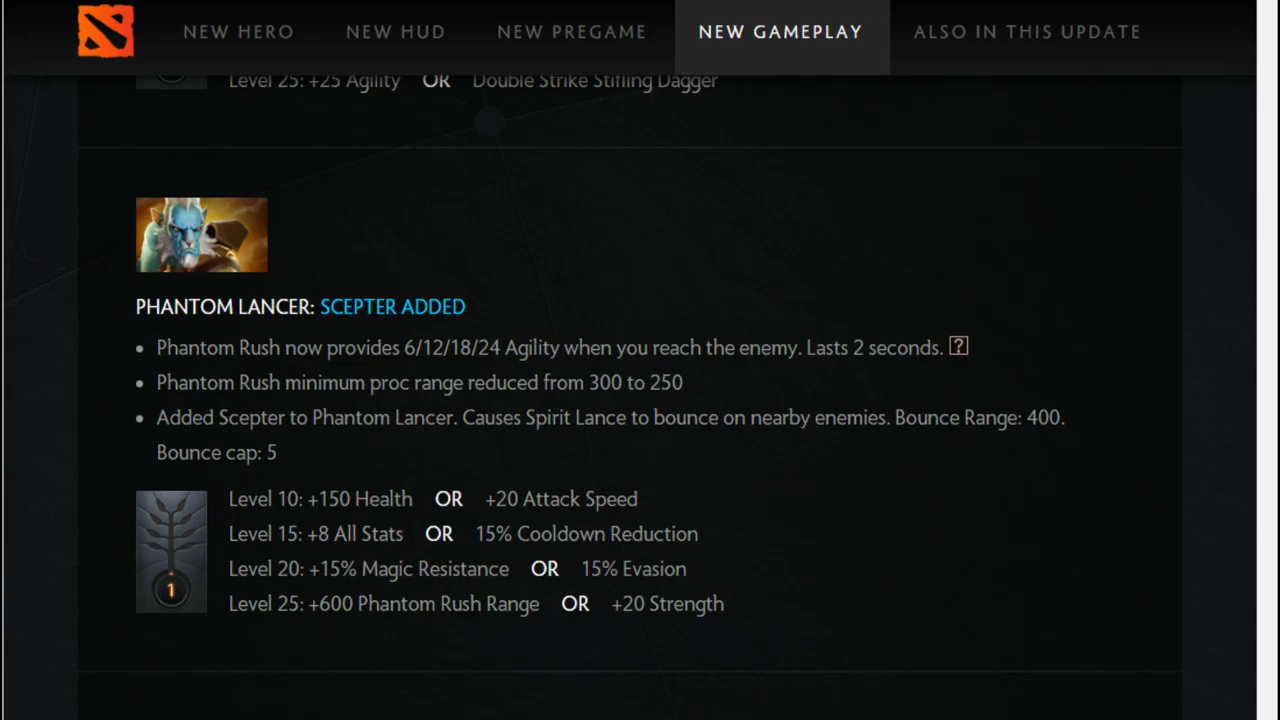 NEW HERO NEW HUD NEW PREGAME NEW GAMEPLAY ALSO IN THIS UPDATE
Level 25: +25 Agility OR Double Strike Stifling Dagger
PHANTOM LANCER: SCEPTER ADDED
• Phantom Rush now provides 6/12/18/24 Agility when you reach the enemy. Lasts 2 seconds. ?
• Phantom Rush minimum proc range reduced from 300 to 250
• Added Scepter to Phantom Lancer. Causes Spirit Lance to bounce on nearby enemies. Bounce Range: 400.
Bounce cap: 5
Level 10: +150 Health OR +20 Attack Speed
Level 15: +8 All Stats OR 15% Cooldown Reduction
Level 20: +15% Magic Resistance OR 15% Evasion
1
Level 25: +600 Phantom Rush Range OR +20 Strength